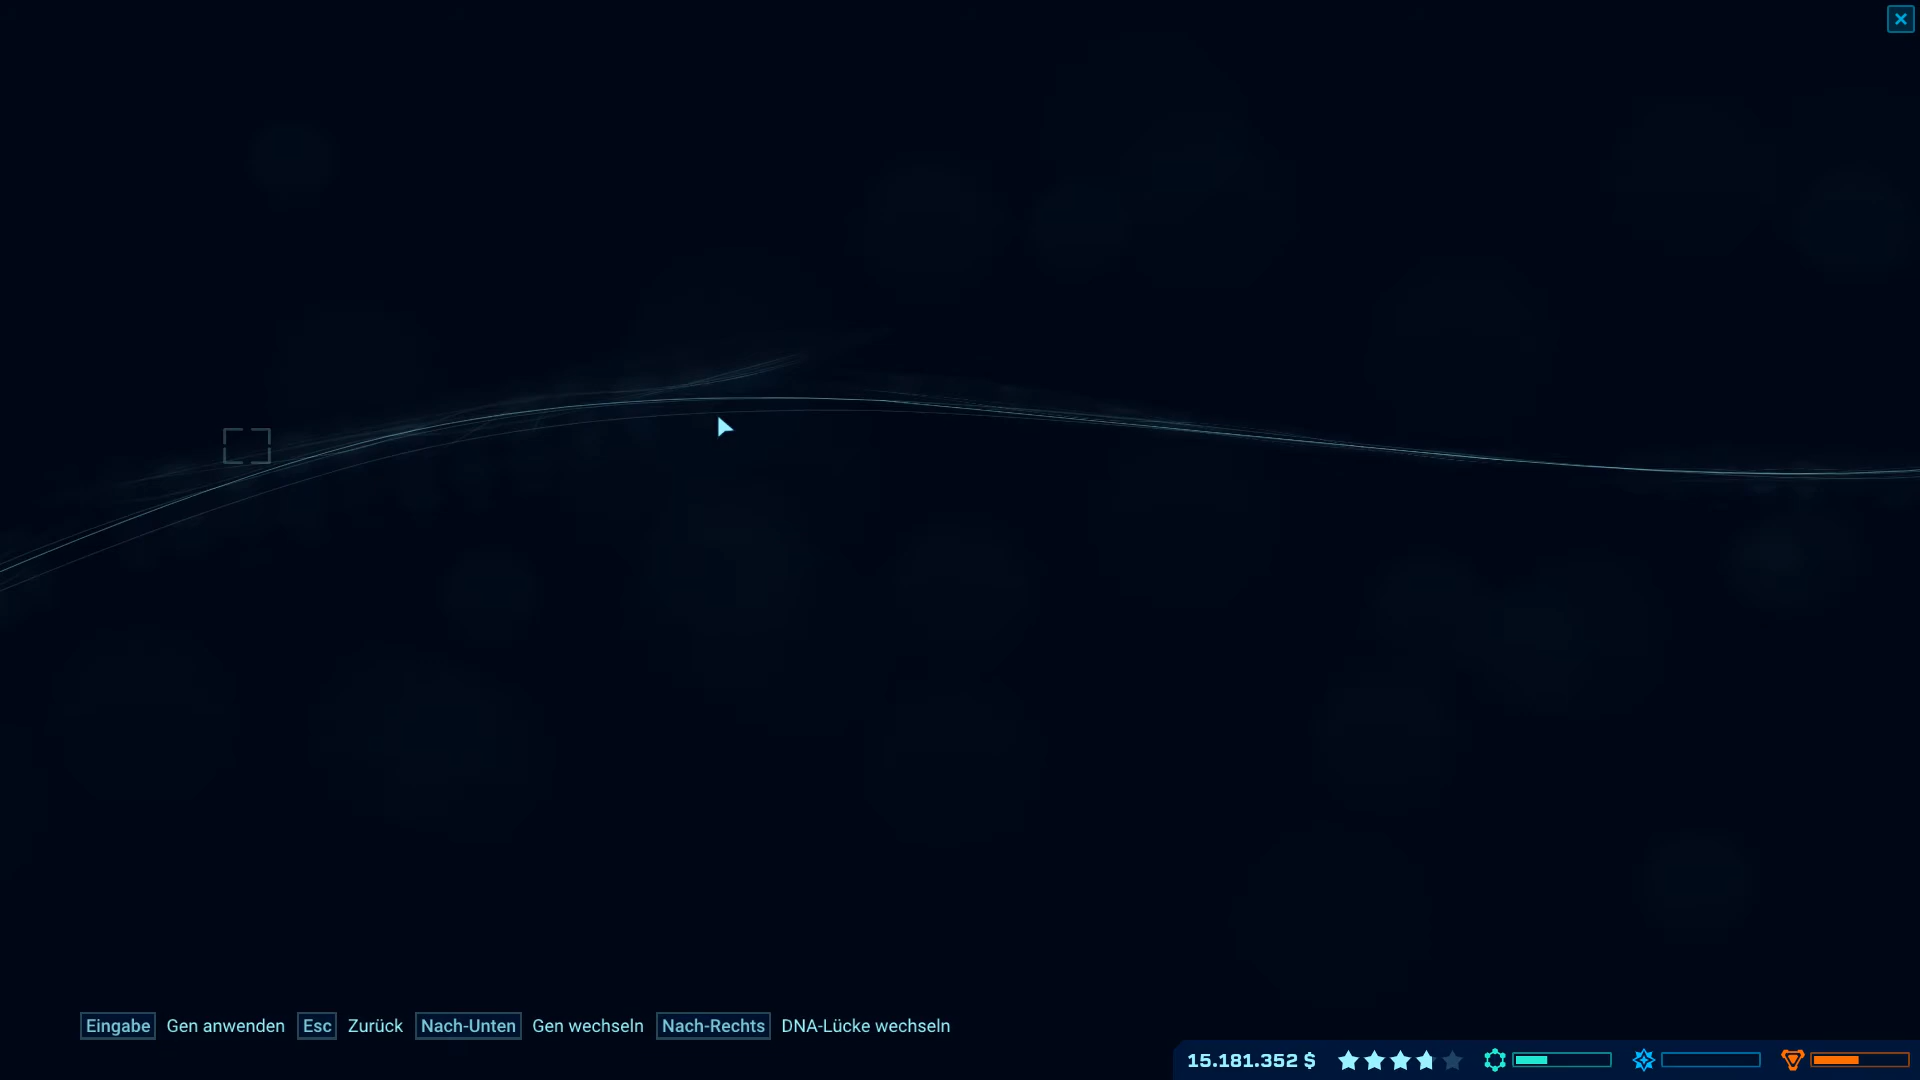 Eingabe Gen anwenden Esc Zurück Nach-Unten Gen wechseln Nach-Rechts DNA-Lücke wechseln
15.181.352 $